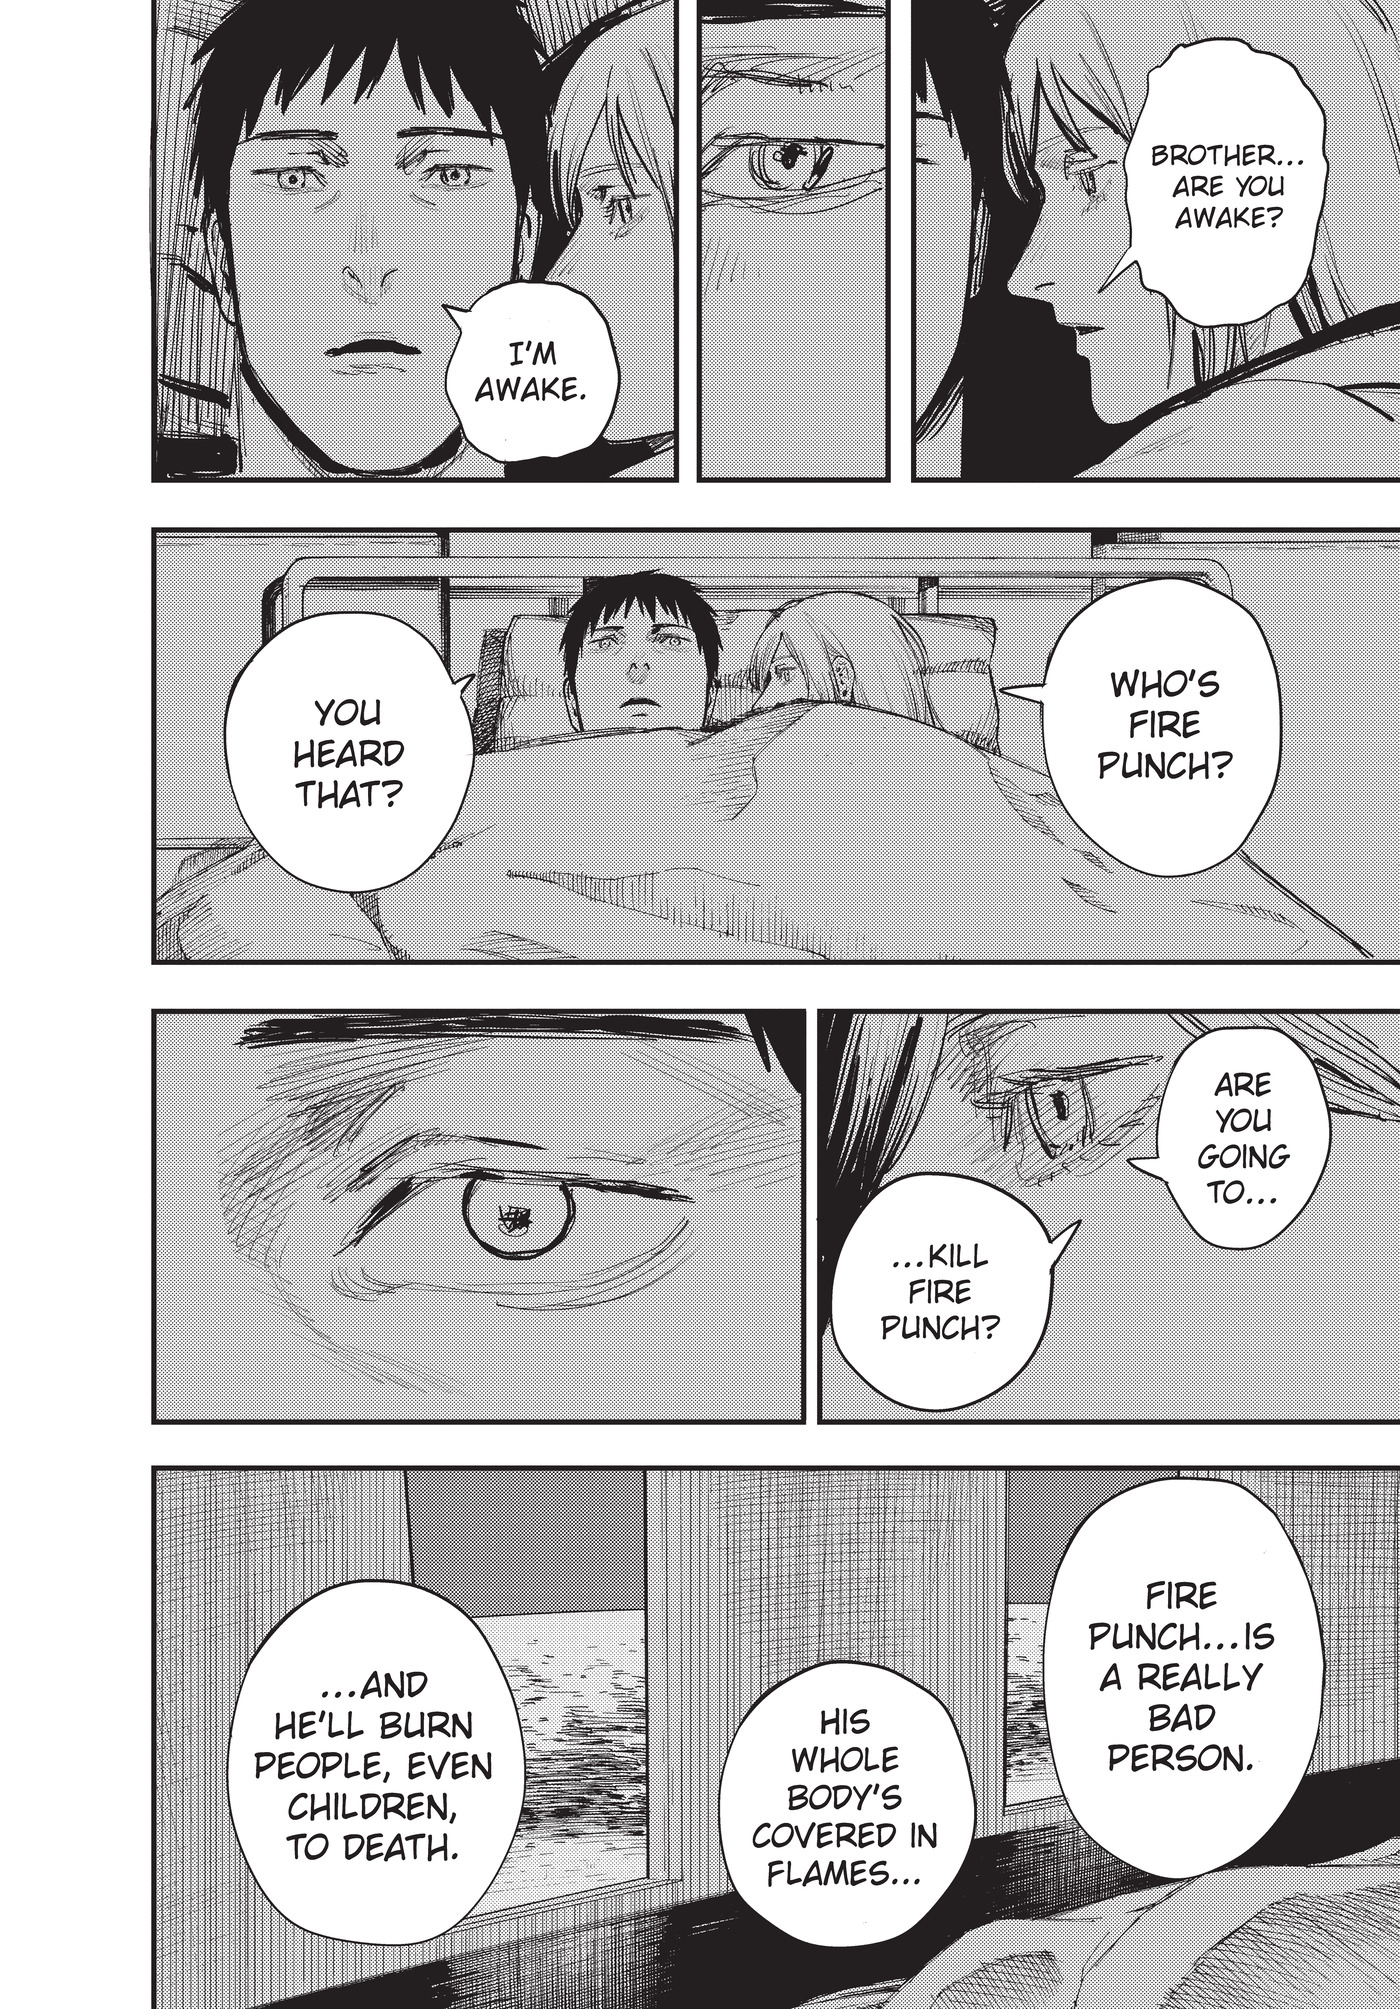 BROTHER...
ARE YOU
AWAKE?
I'M
AWAKE.
WHO'S
FIRE
PUNCH?
YOU
HEARD
THAT?
ARE
YOU
GOING
TO...
...KILL
FIRE
PUNCH?
FIRE
PUNCH...IS
A REALLY
BAD
PERSON.
HIS
WHOLE
BODY'S
COVERED IN
FLAMES...
...AND
HE'LL BURN
PEOPLE, EVEN
CHILDREN,
TO DEATH.